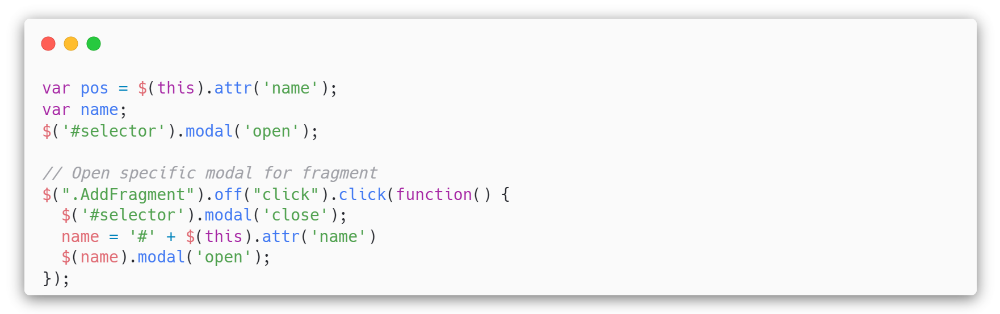 var pos = $(this).attr('name');
var name;
$('#selector').modal('open');

// Open specific modal for fragment
$(".AddFragment").off("click").click(function() {
  $('#selector').modal('close');
  name = '#' + $(this).attr('name')
  $(name).modal('open');
});